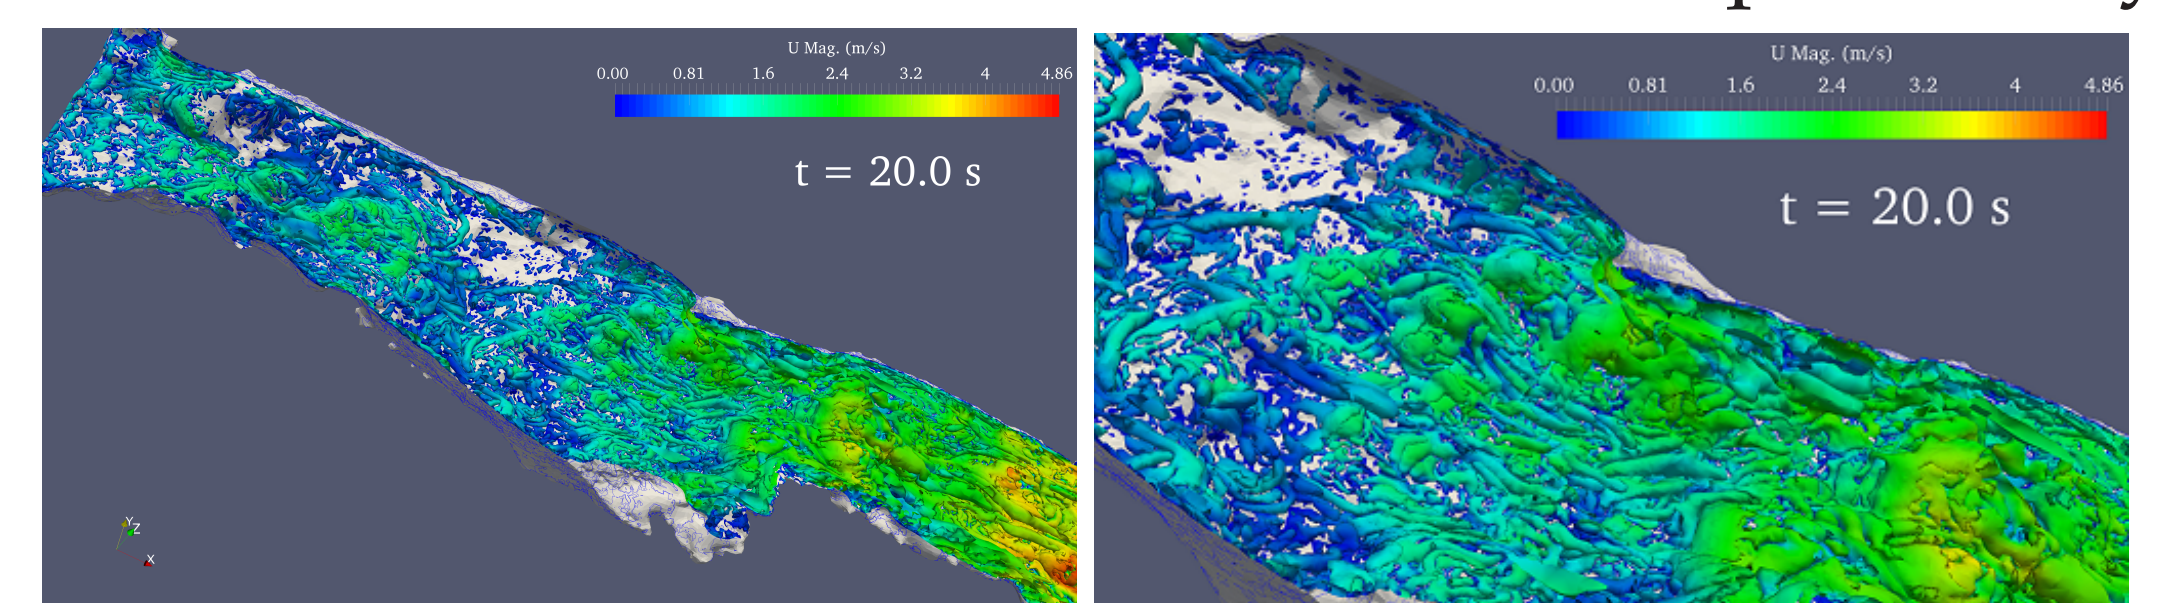 U Mag. (m/s)
0.00 0.81 1.6 2.4 3.2 4 4.86
t = 20.0 s
Y
Z
X
U Mag. (m/s)
0.00 0.81 1.6 2.4 3.2 4 4.86
t = 20.0 s